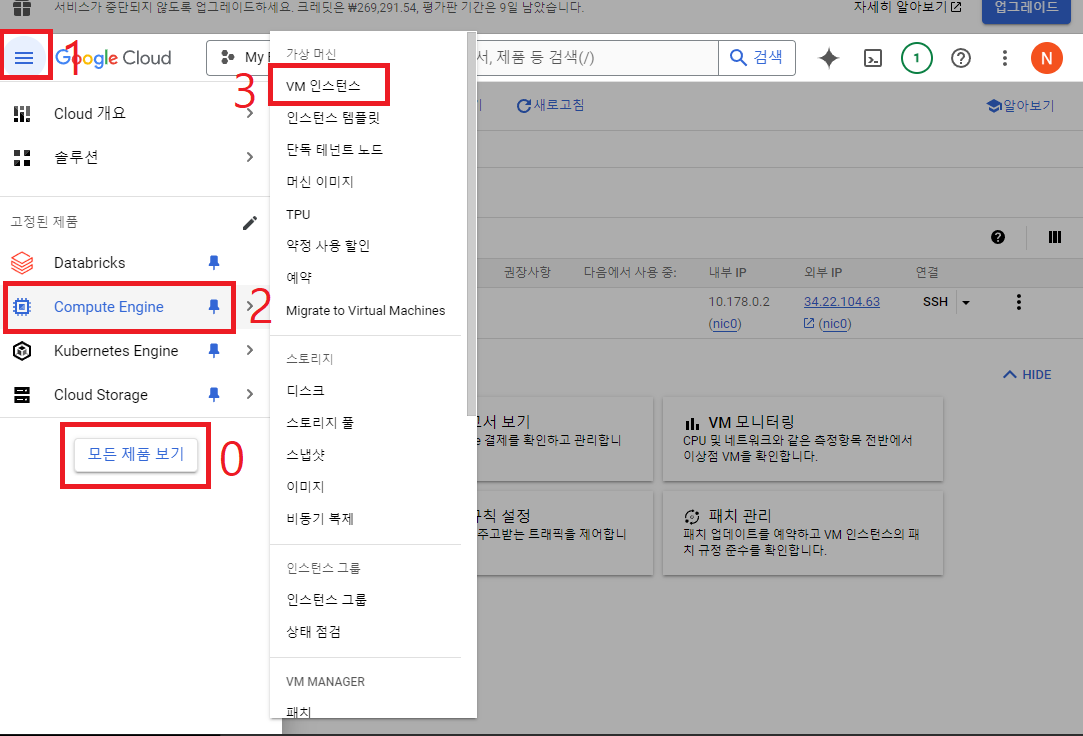 서비스가 중단되지 않도록 업그레이드하세요. 크레딧은 ₩269,291.54, 평가판 기간은 9일 남았습니다.
자세히 알아보기
업그레이드
1
Google Cloud
My
서, 제품 등 검색(/)
검색
1
N
Cloud 개요
솔루션
고정된 제품
Databricks
Compute Engine
2
Kubernetes Engine
Cloud Storage
모든 제품 보기
0
가상 머신
3
VM 인스턴스
인스턴스 템플릿
단독 테넌트 노드
머신 이미지
TPU
약정 사용 할인
예약
Migrate to Virtual Machines
스토리지
디스크
스토리지 풀
스냅샷
이미지
비동기 복제
인스턴스 그룹
인스턴스 그룹
상태 점검
VM MANAGER
패치
새로고침
알아보기
권장사항
다음에서 사용 중:
내부 IP
외부 IP
연결
10.178.0.2
34.22.104.63
SSH
(nic0)
(nic0)
HIDE
보기
결제를 확인하고 관리합니
VM 모니터링
CPU 및 네트워크와 같은 측정항목 전반에서
이상점 VM을 확인합니다.
규칙 설정
주고받는 트래픽을 제어합니
패치 관리
패치 업데이트를 예약하고 VM 인스턴스의 패
치 규정 준수를 확인합니다.